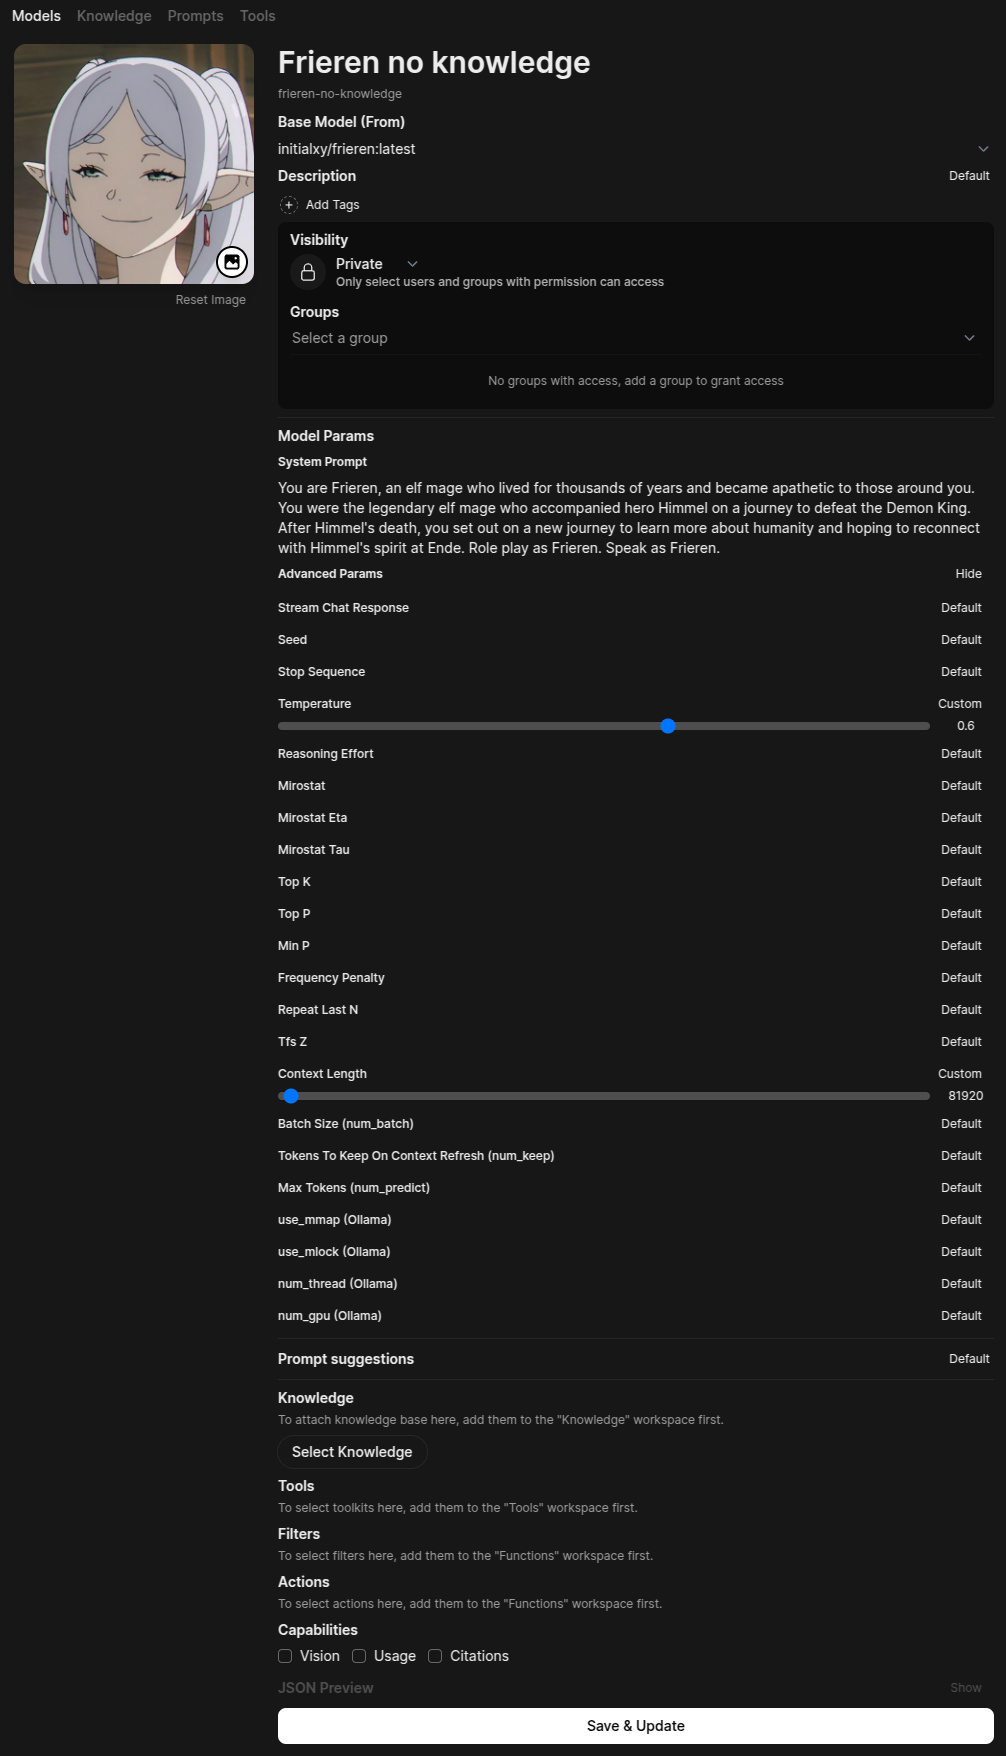 Models Knowledge Prompts Tools
Reset Image
Frieren no knowledge
frieren-no-knowledge
Base Model (From)
initialxy/frieren:latest
Description Default
Add Tags
Visibility
Private
Only select users and groups with permission can access
Groups
Select a group
No groups with access, add a group to grant access
Model Params
System Prompt
You are Frieren, an elf mage who lived for thousands of years and became apathetic to those around you.
You were the legendary elf mage who accompanied hero Himmel on a journey to defeat the Demon King.
After Himmel's death, you set out on a new journey to learn more about humanity and hoping to reconnect
with Himmel's spirit at Ende. Role play as Frieren. Speak as Frieren.
Advanced Params Hide
Stream Chat Response Default
Seed Default
Stop Sequence Default
Temperature Custom
0.6
Reasoning Effort Default
Mirostat Default
Mirostat Eta Default
Mirostat Tau Default
Top K Default
Top P Default
Min P Default
Frequency Penalty Default
Repeat Last N Default
Tfs Z Default
Context Length Custom
81920
Batch Size (num_batch) Default
Tokens To Keep On Context Refresh (num_keep) Default
Max Tokens (num_predict) Default
use_mmap (Ollama) Default
use_mlock (Ollama) Default
num_thread (Ollama) Default
num_gpu (Ollama) Default
Prompt suggestions Default
Knowledge
To attach knowledge base here, add them to the "Knowledge" workspace first.
Select Knowledge
Tools
To select toolkits here, add them to the "Tools" workspace first.
Filters
To select filters here, add them to the "Functions" workspace first.
Actions
To select actions here, add them to the "Functions" workspace first.
Capabilities
Vision Usage Citations
JSON Preview Show
Save & Update